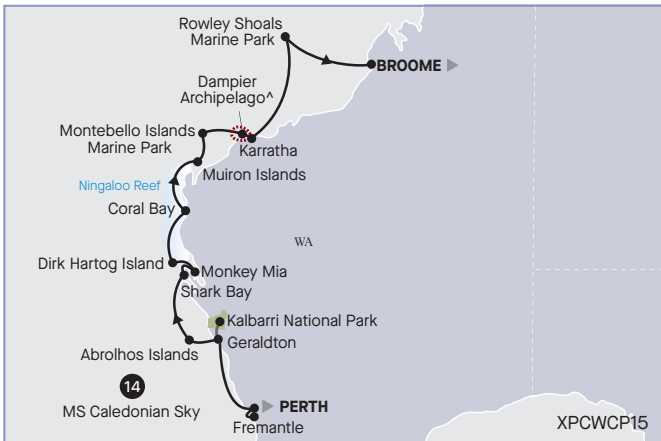 Rowley Shoals
Marine Park
BROOME
Dampier
Archipelago^
Montebello Islands
Marine Park
Karratha
Muiron Islands
Ningaloo Reef
Coral Bay
WA
Dirk Hartog Island
Monkey Mia
Shark Bay
Kalbarri National Park
Geraldton
Abrolhos Islands
14
MS Caledonian Sky
PERTH
Fremantle
XPCWCP15